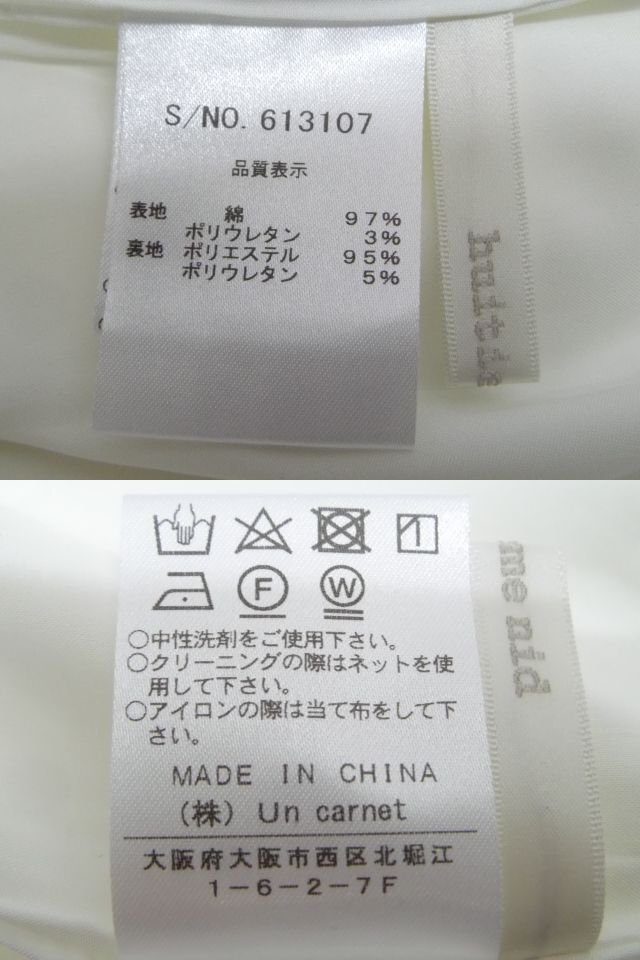 S/NO. 613107
品質表示
表地 綿 97%
ポリウレタン 3%
裏地 ポリエステル 95%
ポリウレタン 5%
huitiè
me nid
F
W
1
○中性洗剤をご使用下さい。
○クリーニングの際はネットを使
用して下さい。
○アイロンの際は当て布をして下
さい。
MADE IN CHINA
(株) Un carnet
大阪府大阪市西区北堀江
1-6-2-7F